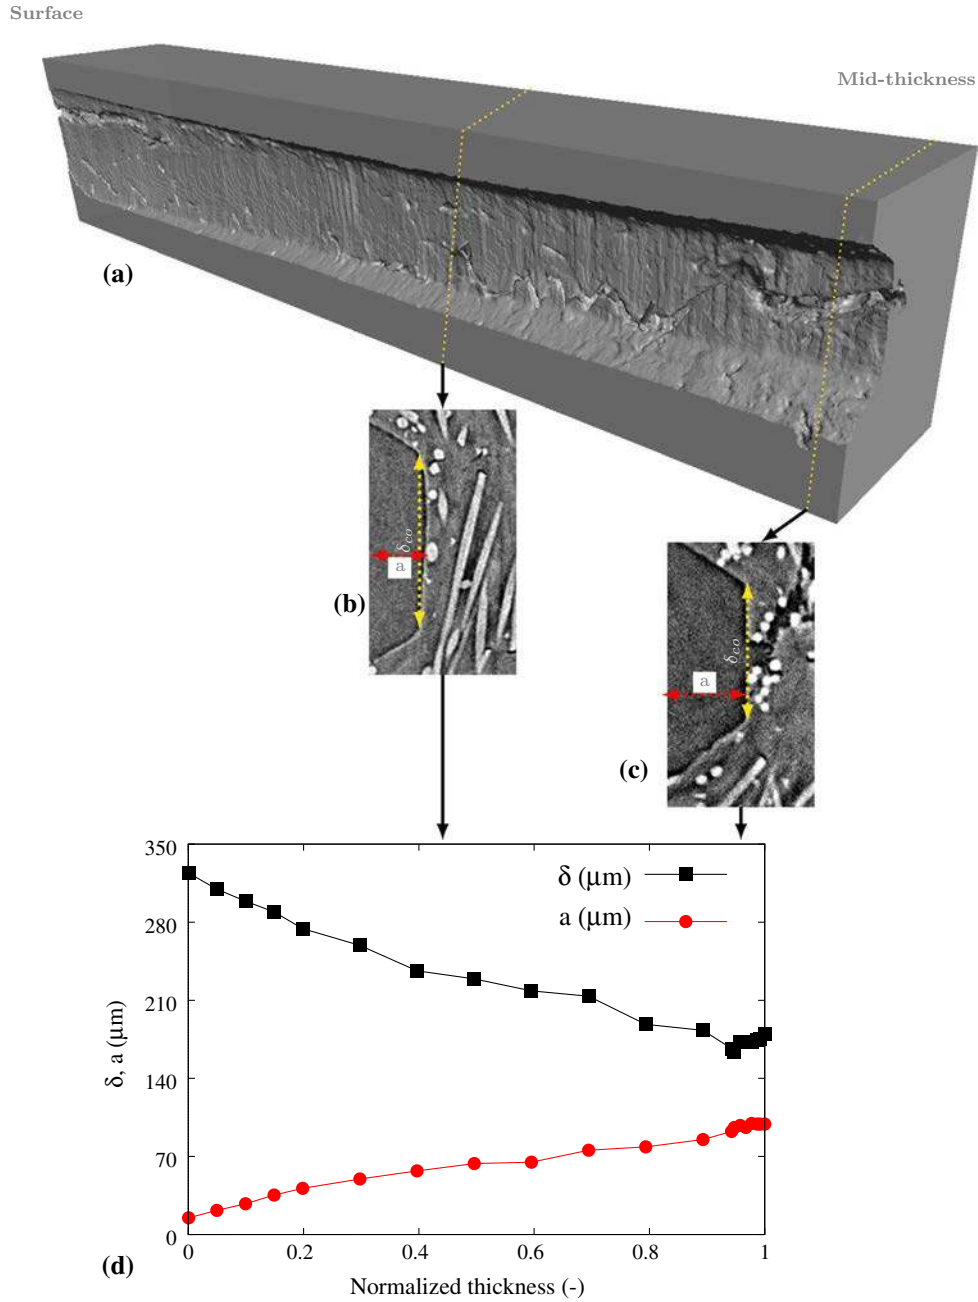 Surface
Mid-thickness
(a)
δco
a
(b)
δco
a
(c)
350
280
210
140
70
0
δ, a (μm)
δ (μm)
a (μm)
0
0.2
0.4
0.6
0.8
1
(d)
Normalized thickness (-)